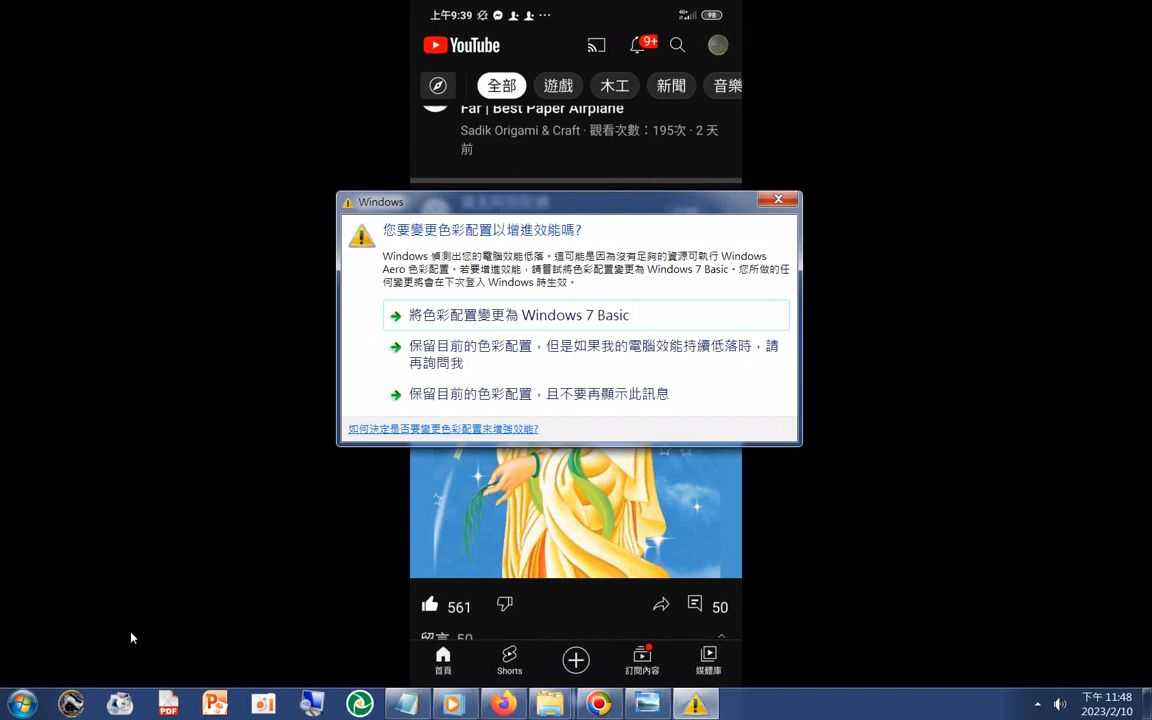 上午9:39
98
YouTube
9+
全部
遊戲
木工
新聞
音樂
Far | Best Paper Airplane
Sadik Origami & Craft · 觀看次數：195次 · 2 天
前
Windows
您要變更色彩配置以增進效能嗎?
Windows 偵測出您的電腦效能低落。這可能是因為沒有足夠的資源可執行 Windows
Aero 色彩配置。若要增進效能，請嘗試將色彩配置變更為 Windows 7 Basic。您所做的任
何變更將會在下次登入 Windows 時生效。
將色彩配置變更為 Windows 7 Basic
保留目前的色彩配置，但是如果我的電腦效能持續低落時，請
再詢問我
保留目前的色彩配置，且不要再顯示此訊息
如何決定是否要變更色彩配置來增強效能?
561
50
留言 50
首頁
Shorts
訂閱內容
媒體庫
PDF
下午 11:48
2023/2/10